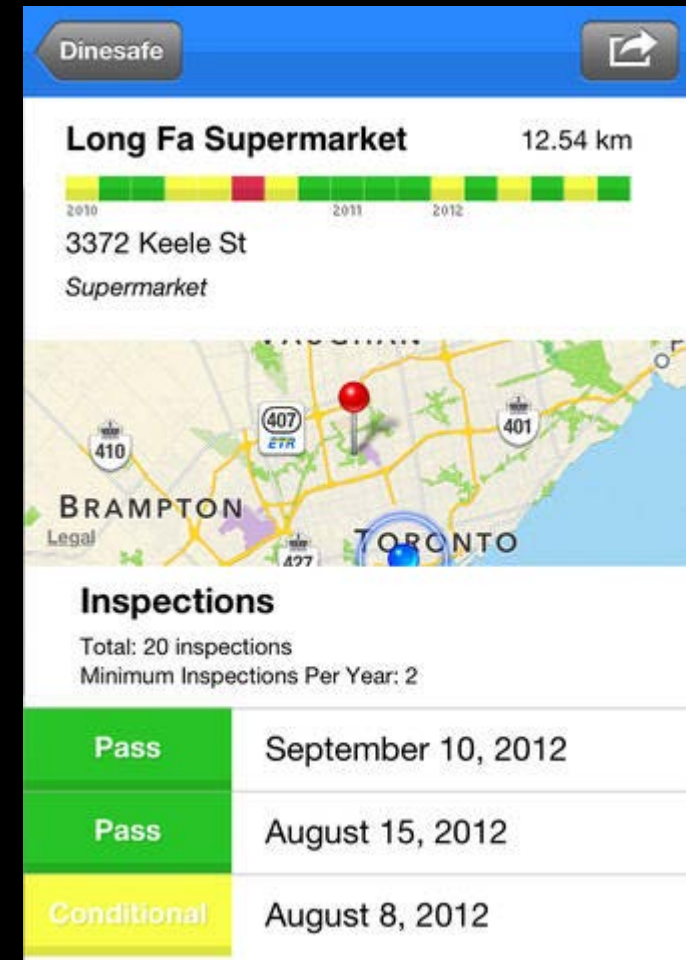 Dinesafe
Long Fa Supermarket 12.54 km
2010 2011 2012
3372 Keele St
Supermarket
407
ETR
401
410
BRAMPTON
Legal
TORONTO
427
Inspections
Total: 20 inspections
Minimum Inspections Per Year: 2
Pass September 10, 2012
Pass August 15, 2012
Conditional August 8, 2012